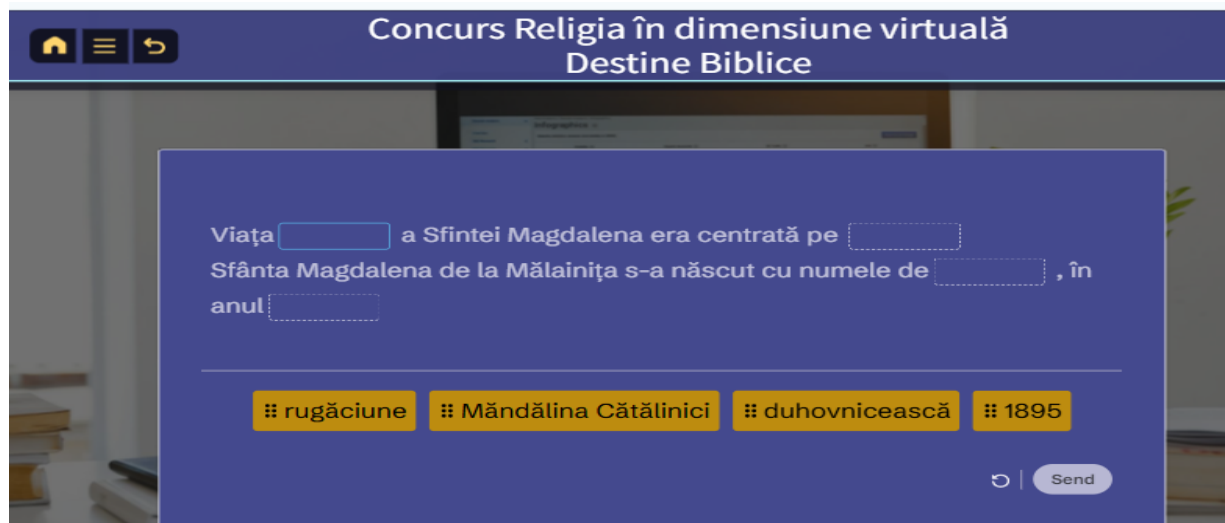 Concurs Religia în dimensiune virtuală
Destine Biblice
Viața a Sfintei Magdalena era centrată pe
Sfânta Magdalena de la Mălainița s-a născut cu numele de , în
anul
rugăciune Măndălina Cătălinici duhovnicească 1895
Send